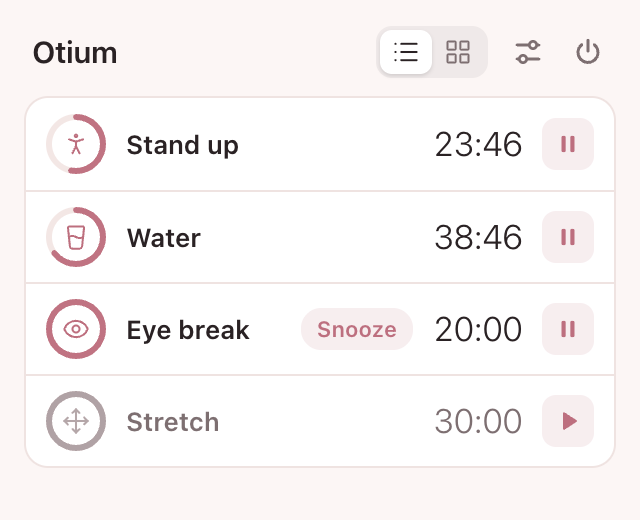 Otium
Stand up 23:46
Water 38:46
Eye break Snooze 20:00
Stretch 30:00